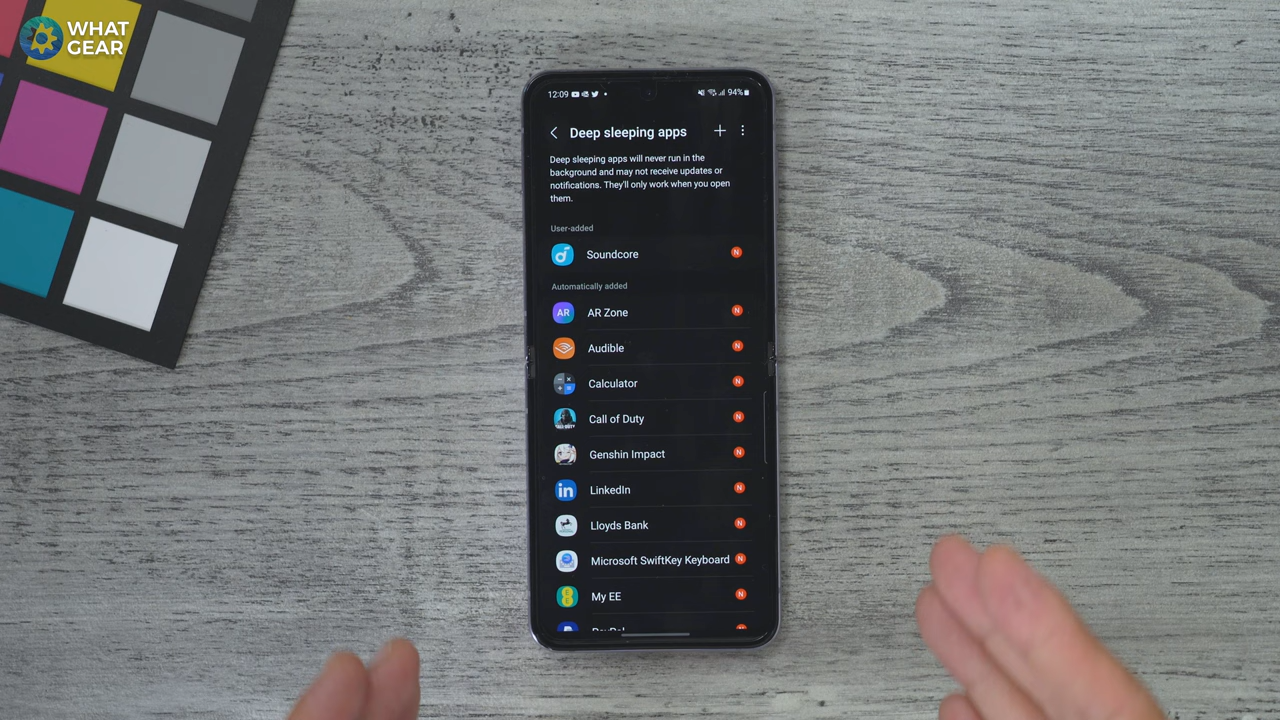 WHAT
GEAR
12:09
94%
Deep sleeping apps
Deep sleeping apps will never run in the
background and may not receive updates or
notifications. They'll only work when you open
them.
User-added
Soundcore N
Automatically added
AR AR Zone N
Audible N
Calculator N
Call of Duty N
Genshin Impact N
in LinkedIn N
Lloyds Bank N
Microsoft SwiftKey Keyboard N
My EE N
PayPal N